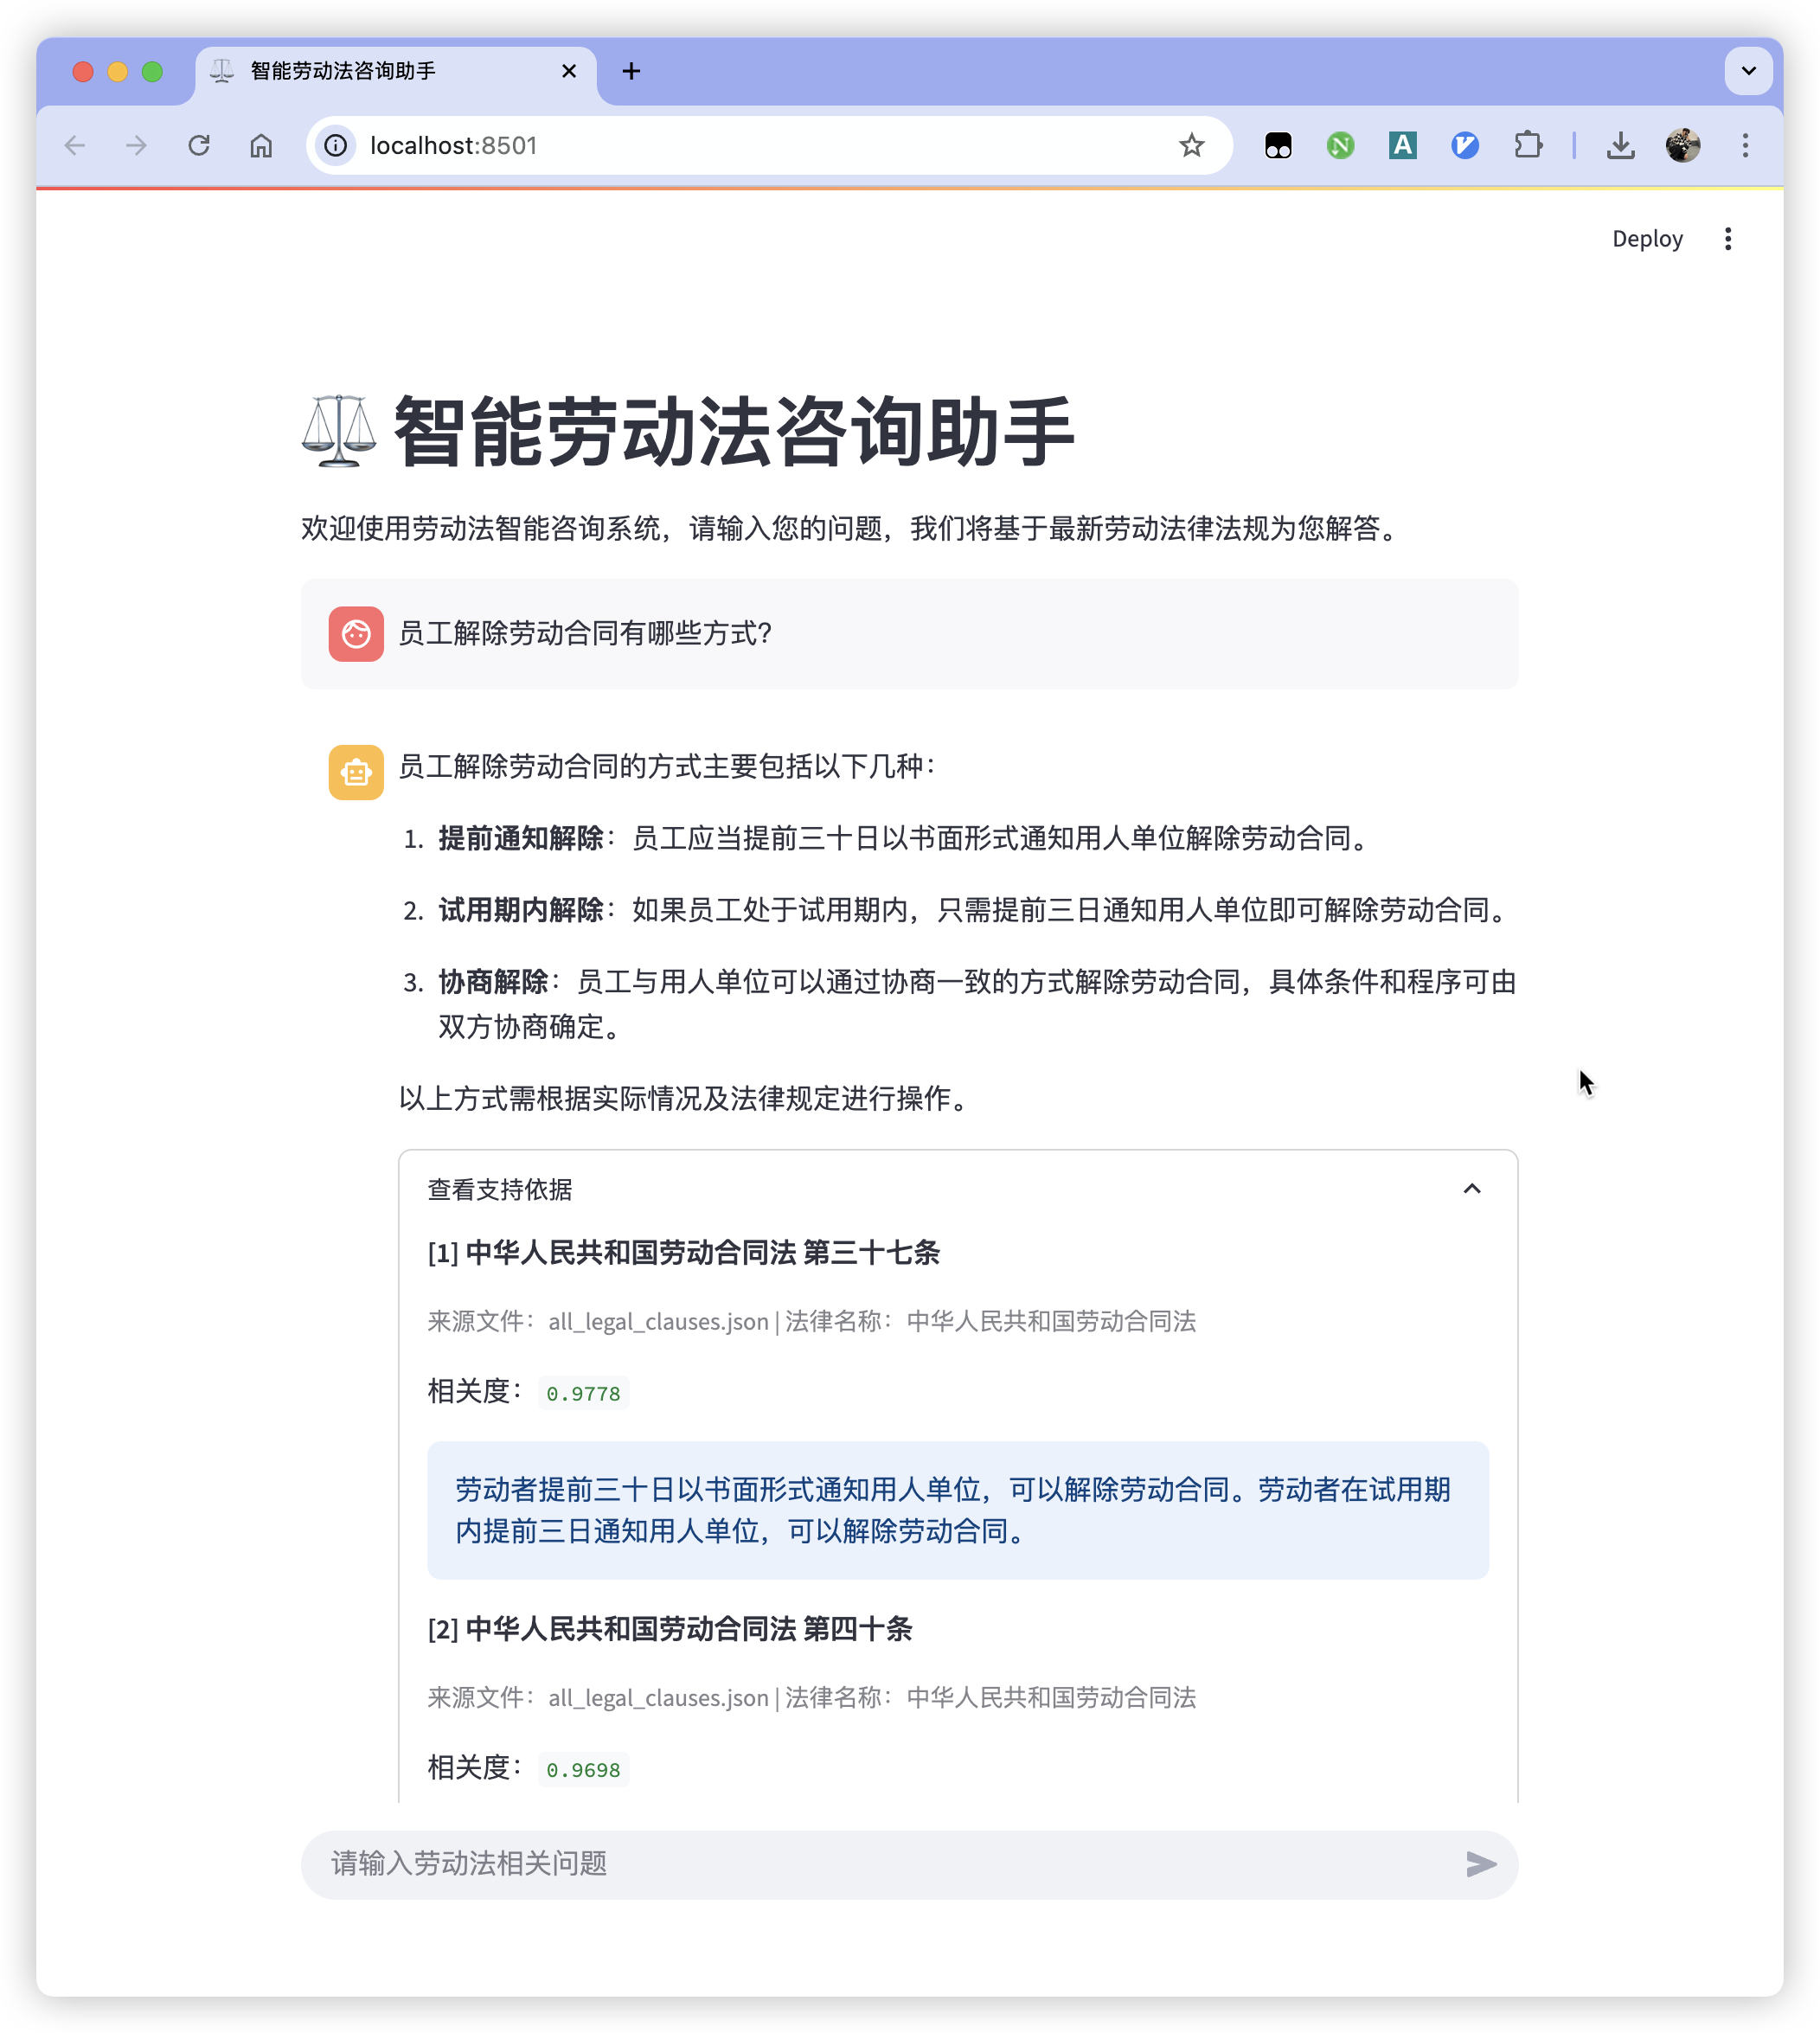 智能劳动法咨询助手
localhost:8501
N
A
Deploy
智能劳动法咨询助手
欢迎使用劳动法智能咨询系统，请输入您的问题，我们将基于最新劳动法律法规为您解答。
员工解除劳动合同有哪些方式?
员工解除劳动合同的方式主要包括以下几种：
1. 提前通知解除：员工应当提前三十日以书面形式通知用人单位解除劳动合同。
2. 试用期内解除：如果员工处于试用期内，只需提前三日通知用人单位即可解除劳动合同。
3. 协商解除：员工与用人单位可以通过协商一致的方式解除劳动合同，具体条件和程序可由
双方协商确定。
以上方式需根据实际情况及法律规定进行操作。
查看支持依据
[1] 中华人民共和国劳动合同法 第三十七条
来源文件：all_legal_clauses.json | 法律名称：中华人民共和国劳动合同法
相关度：0.9778
劳动者提前三十日以书面形式通知用人单位，可以解除劳动合同。劳动者在试用期
内提前三日通知用人单位，可以解除劳动合同。
[2] 中华人民共和国劳动合同法 第四十条
来源文件：all_legal_clauses.json | 法律名称：中华人民共和国劳动合同法
相关度：0.9698
请输入劳动法相关问题